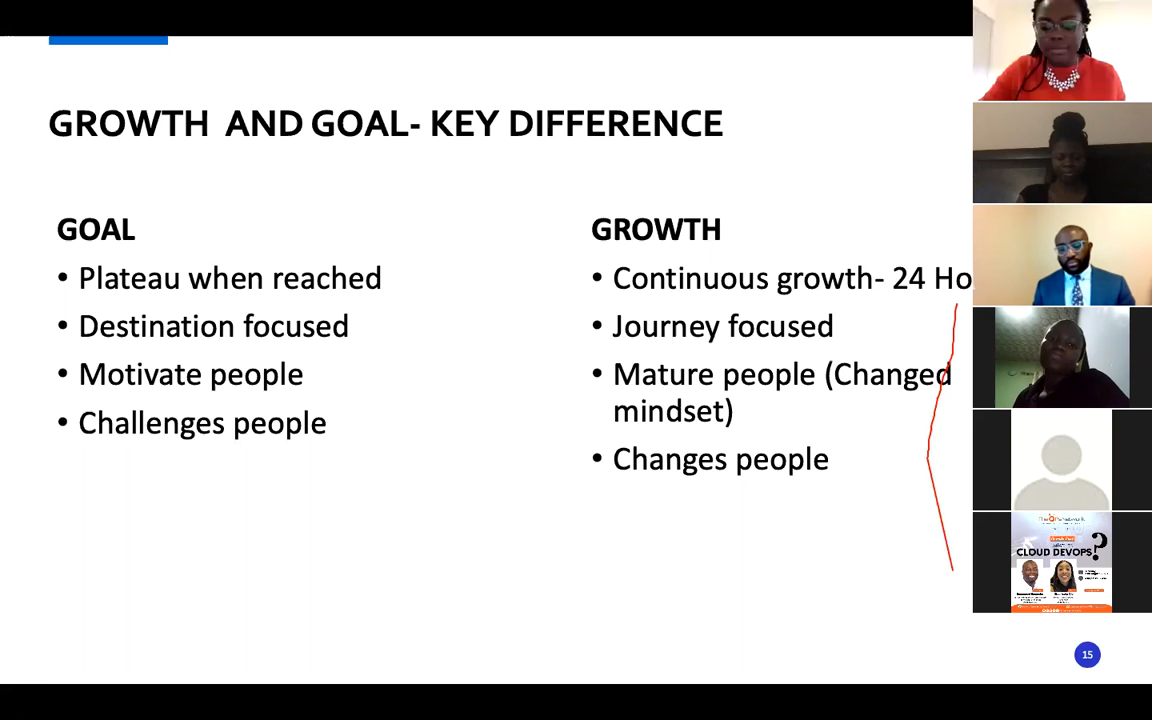 GROWTH AND GOAL- KEY DIFFERENCE
GOAL
• Plateau when reached
• Destination focused
• Motivate people
• Challenges people
GROWTH
• Continuous growth- 24 Ho
• Journey focused
• Mature people (Changed
mindset)
• Changes people
CLOUD DEVOPS?
15